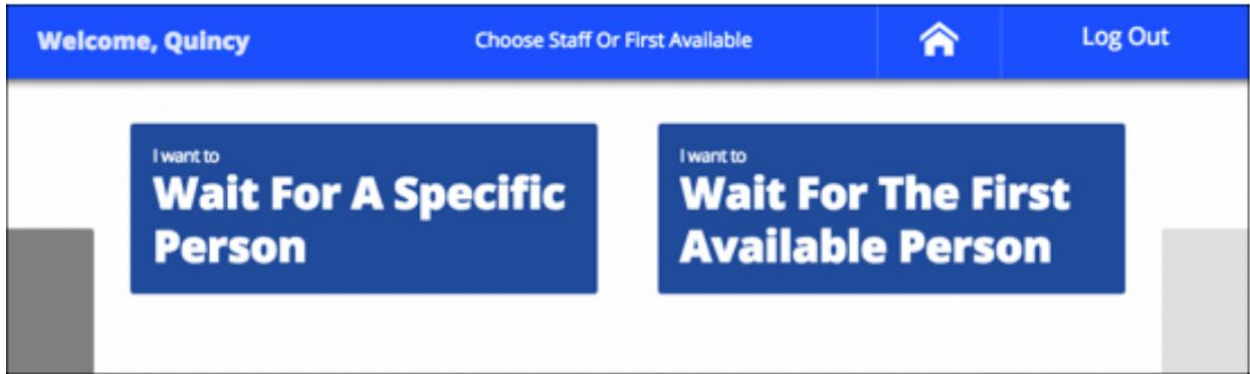 Welcome, Quincy
Choose Staff Or First Available
Log Out
I want to
Wait For A Specific
Person
I want to
Wait For The First
Available Person